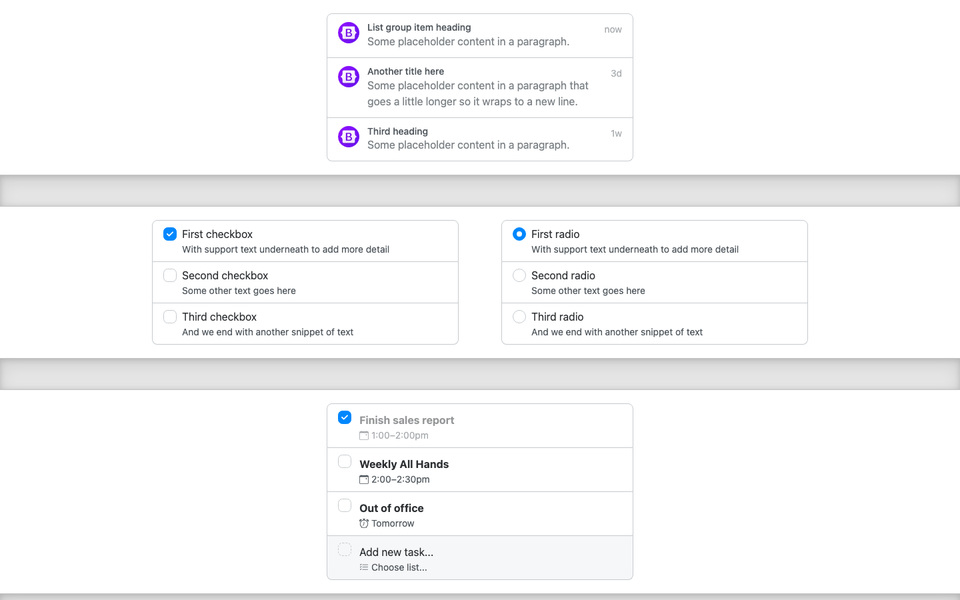 B
List group item heading
now
Some placeholder content in a paragraph.
B
Another title here
3d
Some placeholder content in a paragraph that
goes a little longer so it wraps to a new line.
B
Third heading
1w
Some placeholder content in a paragraph.
First checkbox
With support text underneath to add more detail
Second checkbox
Some other text goes here
Third checkbox
And we end with another snippet of text
First radio
With support text underneath to add more detail
Second radio
Some other text goes here
Third radio
And we end with another snippet of text
Finish sales report
1:00–2:00pm
Weekly All Hands
2:00–2:30pm
Out of office
Tomorrow
Add new task...
Choose list...